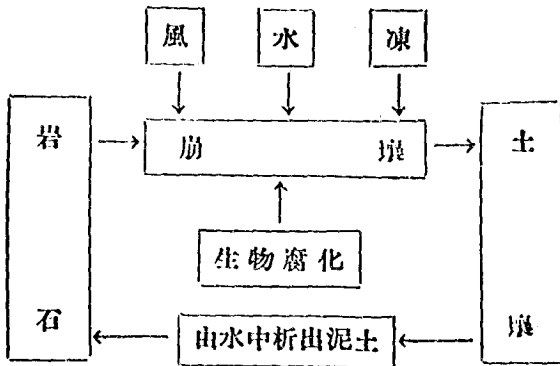 風
水
凍
岩石
崩壞
土壤
生物腐化
由水中析出泥土